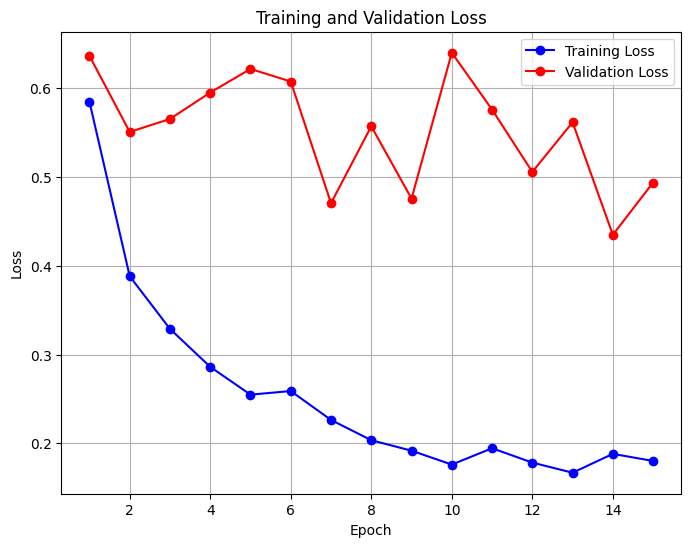 Training and Validation Loss
Training Loss
Validation Loss
0.6
0.5
0.4
0.3
0.2
Loss
2 4 6 8 10 12 14
Epoch